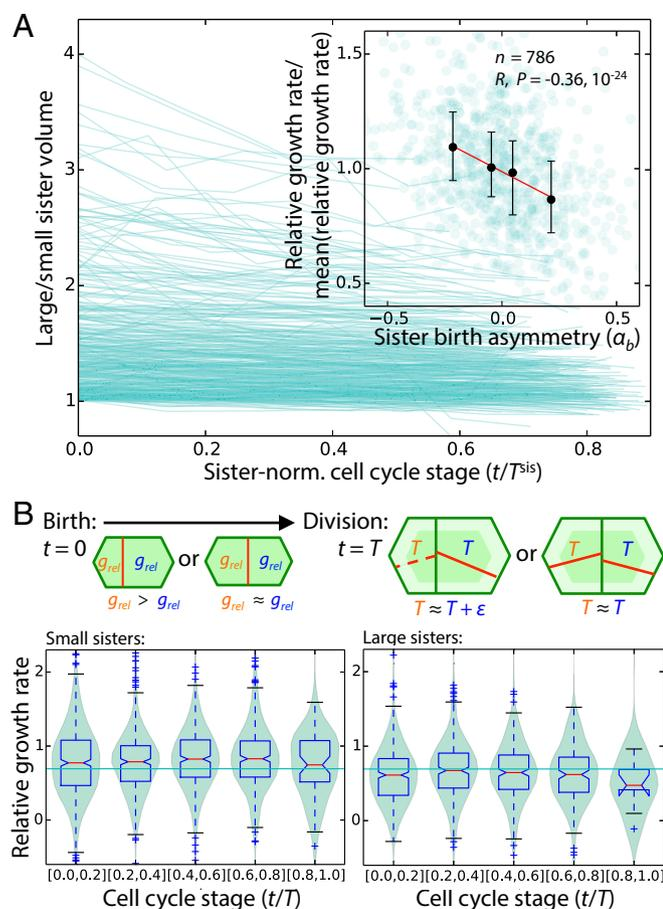 A
Large/small sister volume
4
3
2
1
0.0 0.2 0.4 0.6 0.8
Sister-norm. cell cycle stage (t/Tˢⁱˢ)
Relative growth rate/
mean(relative growth rate)
1.5
1.0
0.5
n = 786
R, P = -0.36, 10⁻²⁴
−0.5 0.0 0.5
Sister birth asymmetry (a_b)
B
Birth:
t = 0
g_rel g_rel or g_rel g_rel
g_rel > g_rel g_rel ≈ g_rel
Division:
t = T
T T or T T
T ≈ T + ε T ≈ T
Small sisters:
Relative growth rate
2
1
0
[0.0,0.2] [0.2,0.4] [0.4,0.6] [0.6,0.8] [0.8,1.0]
Cell cycle stage (t/T)
Large sisters:
2
1
0
[0.0,0.2] [0.2,0.4] [0.4,0.6] [0.6,0.8] [0.8,1.0]
Cell cycle stage (t/T)